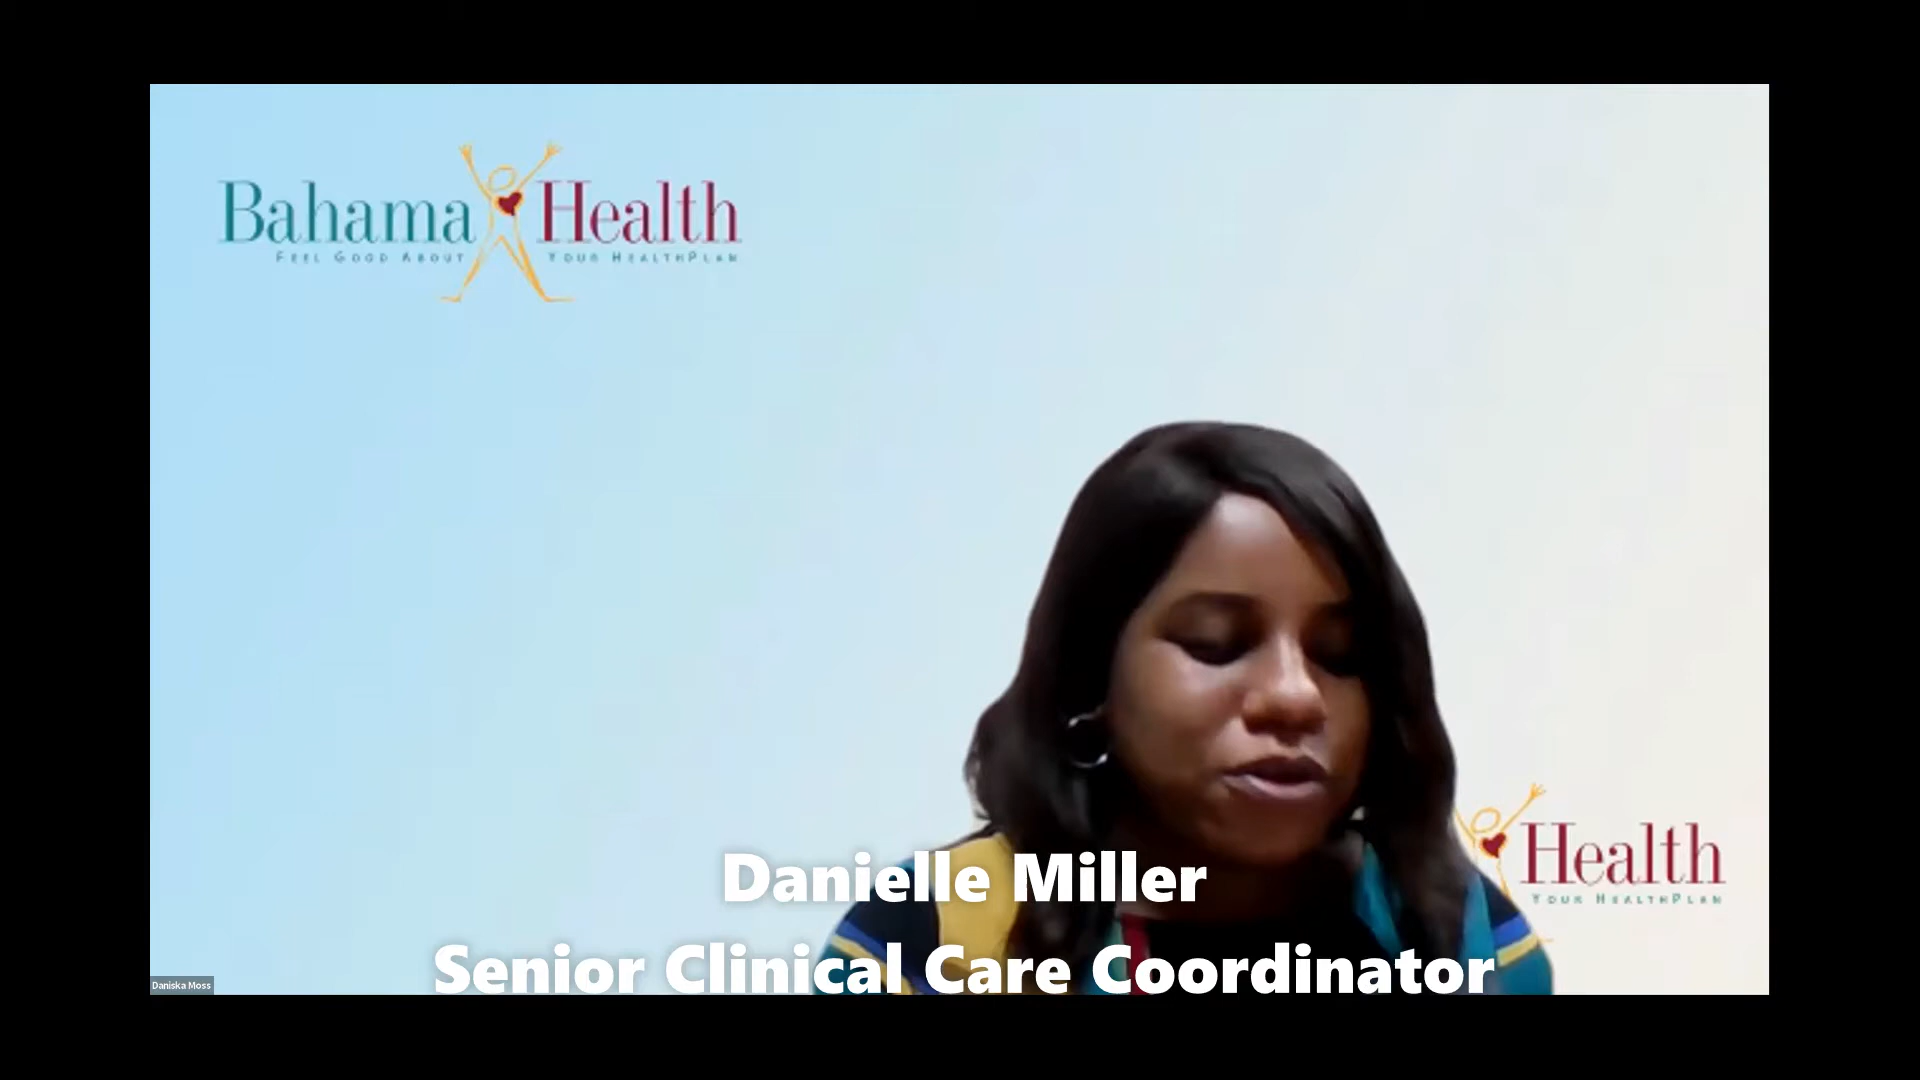 Bahama Health
FEEL GOOD ABOUT YOUR HEALTHPLAN
Health
YOUR HEALTHPLAN
Danielle Miller
Senior Clinical Care Coordinator
Daniska Moss